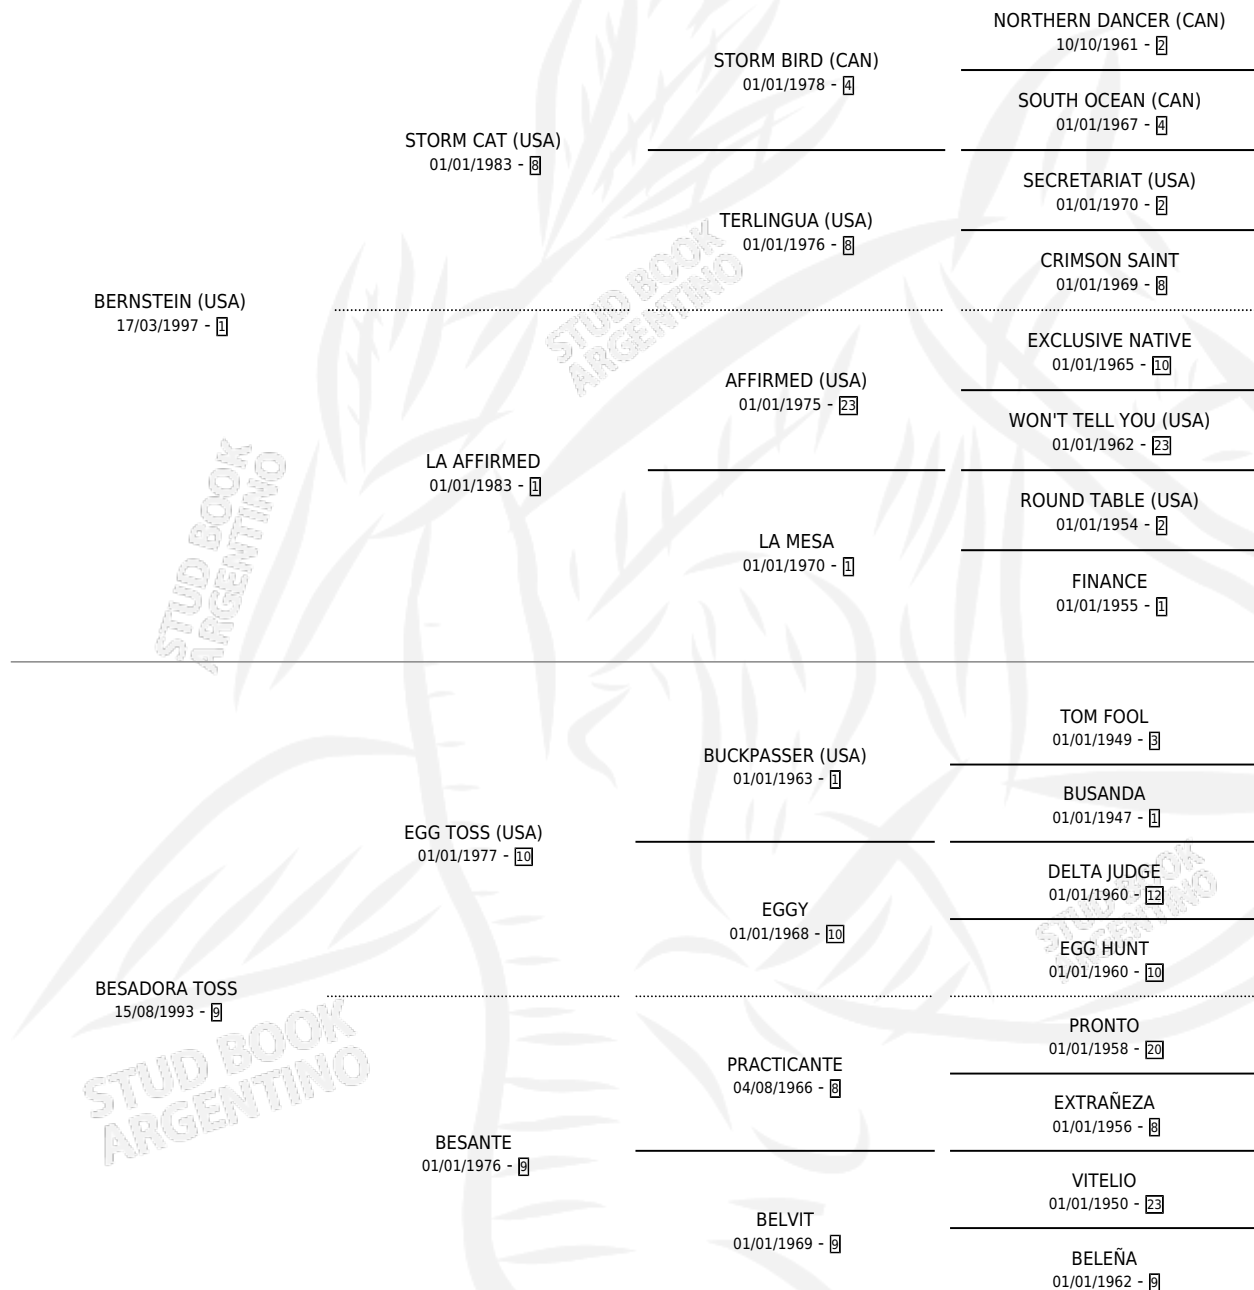 NORTHERN DANCER (CAN)
10/10/1961 - 2
STORM BIRD (CAN)
01/01/1978 - 4
SOUTH OCEAN (CAN)
01/01/1967 - 4
STORM CAT (USA)
01/01/1983 - 8
SECRETARIAT (USA)
01/01/1970 - 2
TERLINGUA (USA)
01/01/1976 - 8
CRIMSON SAINT
01/01/1969 - 8
BERNSTEIN (USA)
17/03/1997 - 1
STUD BOOK
ARGENTINO
EXCLUSIVE NATIVE
01/01/1965 - 10
AFFIRMED (USA)
01/01/1975 - 23
WON'T TELL YOU (USA)
01/01/1962 - 23
LA AFFIRMED
01/01/1983 - 1
ROUND TABLE (USA)
01/01/1954 - 2
LA MESA
01/01/1970 - 1
FINANCE
01/01/1955 - 1
STUD BOOK
ARGENTINO
TOM FOOL
01/01/1949 - 3
BUCKPASSER (USA)
01/01/1963 - 1
BUSANDA
01/01/1947 - 1
EGG TOSS (USA)
01/01/1977 - 10
DELTA JUDGE
01/01/1960 - 12
EGGY
01/01/1968 - 10
STUD BOOK
ARGENTINO
EGG HUNT
01/01/1960 - 10
BESADORA TOSS
15/08/1993 - 9
STUD BOOK
ARGENTINO
PRONTO
01/01/1958 - 20
PRACTICANTE
04/08/1966 - 8
EXTRAÑEZA
01/01/1956 - 8
BESANTE
01/01/1976 - 9
VITELIO
01/01/1950 - 23
BELVIT
01/01/1969 - 9
BELEÑA
01/01/1962 - 9